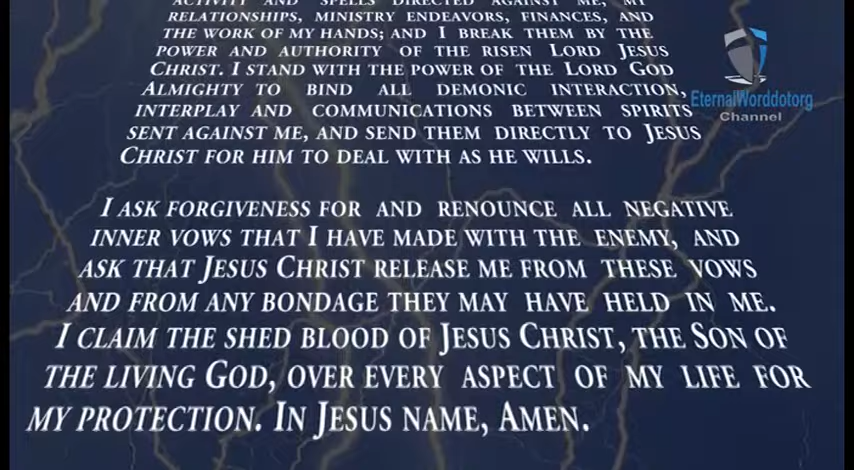 ACTIVITY AND SPELLS DIRECTED AGAINST ME, MY
RELATIONSHIPS, MINISTRY ENDEAVORS, FINANCES, AND
THE WORK OF MY HANDS; AND I BREAK THEM BY THE
POWER AND AUTHORITY OF THE RISEN LORD JESUS
CHRIST. I STAND WITH THE POWER OF THE LORD GOD
ALMIGHTY TO BIND ALL DEMONIC INTERACTION,
INTERPLAY AND COMMUNICATIONS BETWEEN SPIRITS
SENT AGAINST ME, AND SEND THEM DIRECTLY TO JESUS
CHRIST FOR HIM TO DEAL WITH AS HE WILLS.
I ASK FORGIVENESS FOR AND RENOUNCE ALL NEGATIVE
INNER VOWS THAT I HAVE MADE WITH THE ENEMY, AND
ASK THAT JESUS CHRIST RELEASE ME FROM THESE VOWS
AND FROM ANY BONDAGE THEY MAY HAVE HELD IN ME.
I CLAIM THE SHED BLOOD OF JESUS CHRIST, THE SON OF
THE LIVING GOD, OVER EVERY ASPECT OF MY LIFE FOR
MY PROTECTION. IN JESUS NAME, AMEN.
EternalWorddotorg
Channel